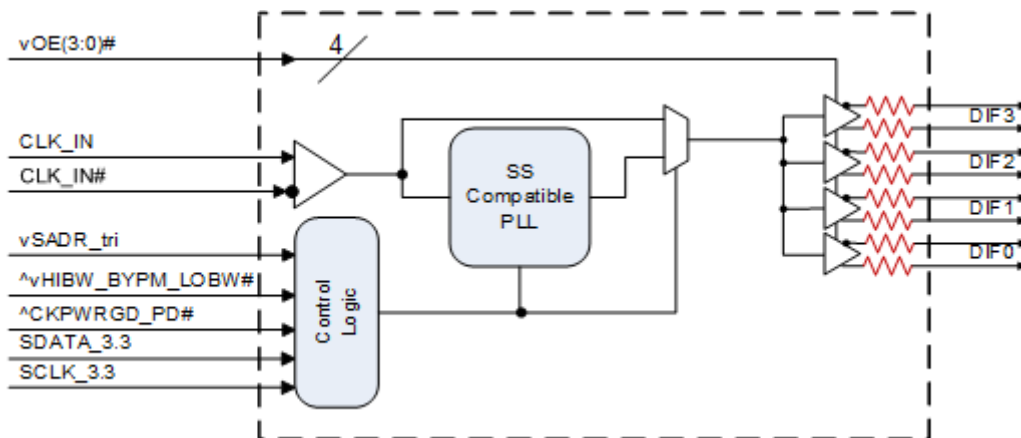 vOE(3:0)#
4
CLK_IN
CLK_IN#
SS
Compatible
PLL
vSADR_tri
^vHIBW_BYPM_LOBW#
^CKPWRGD_PD#
SDATA_3.3
SCLK_3.3
Control
Logic
DIF3
DIF2
DIF1
DIF0